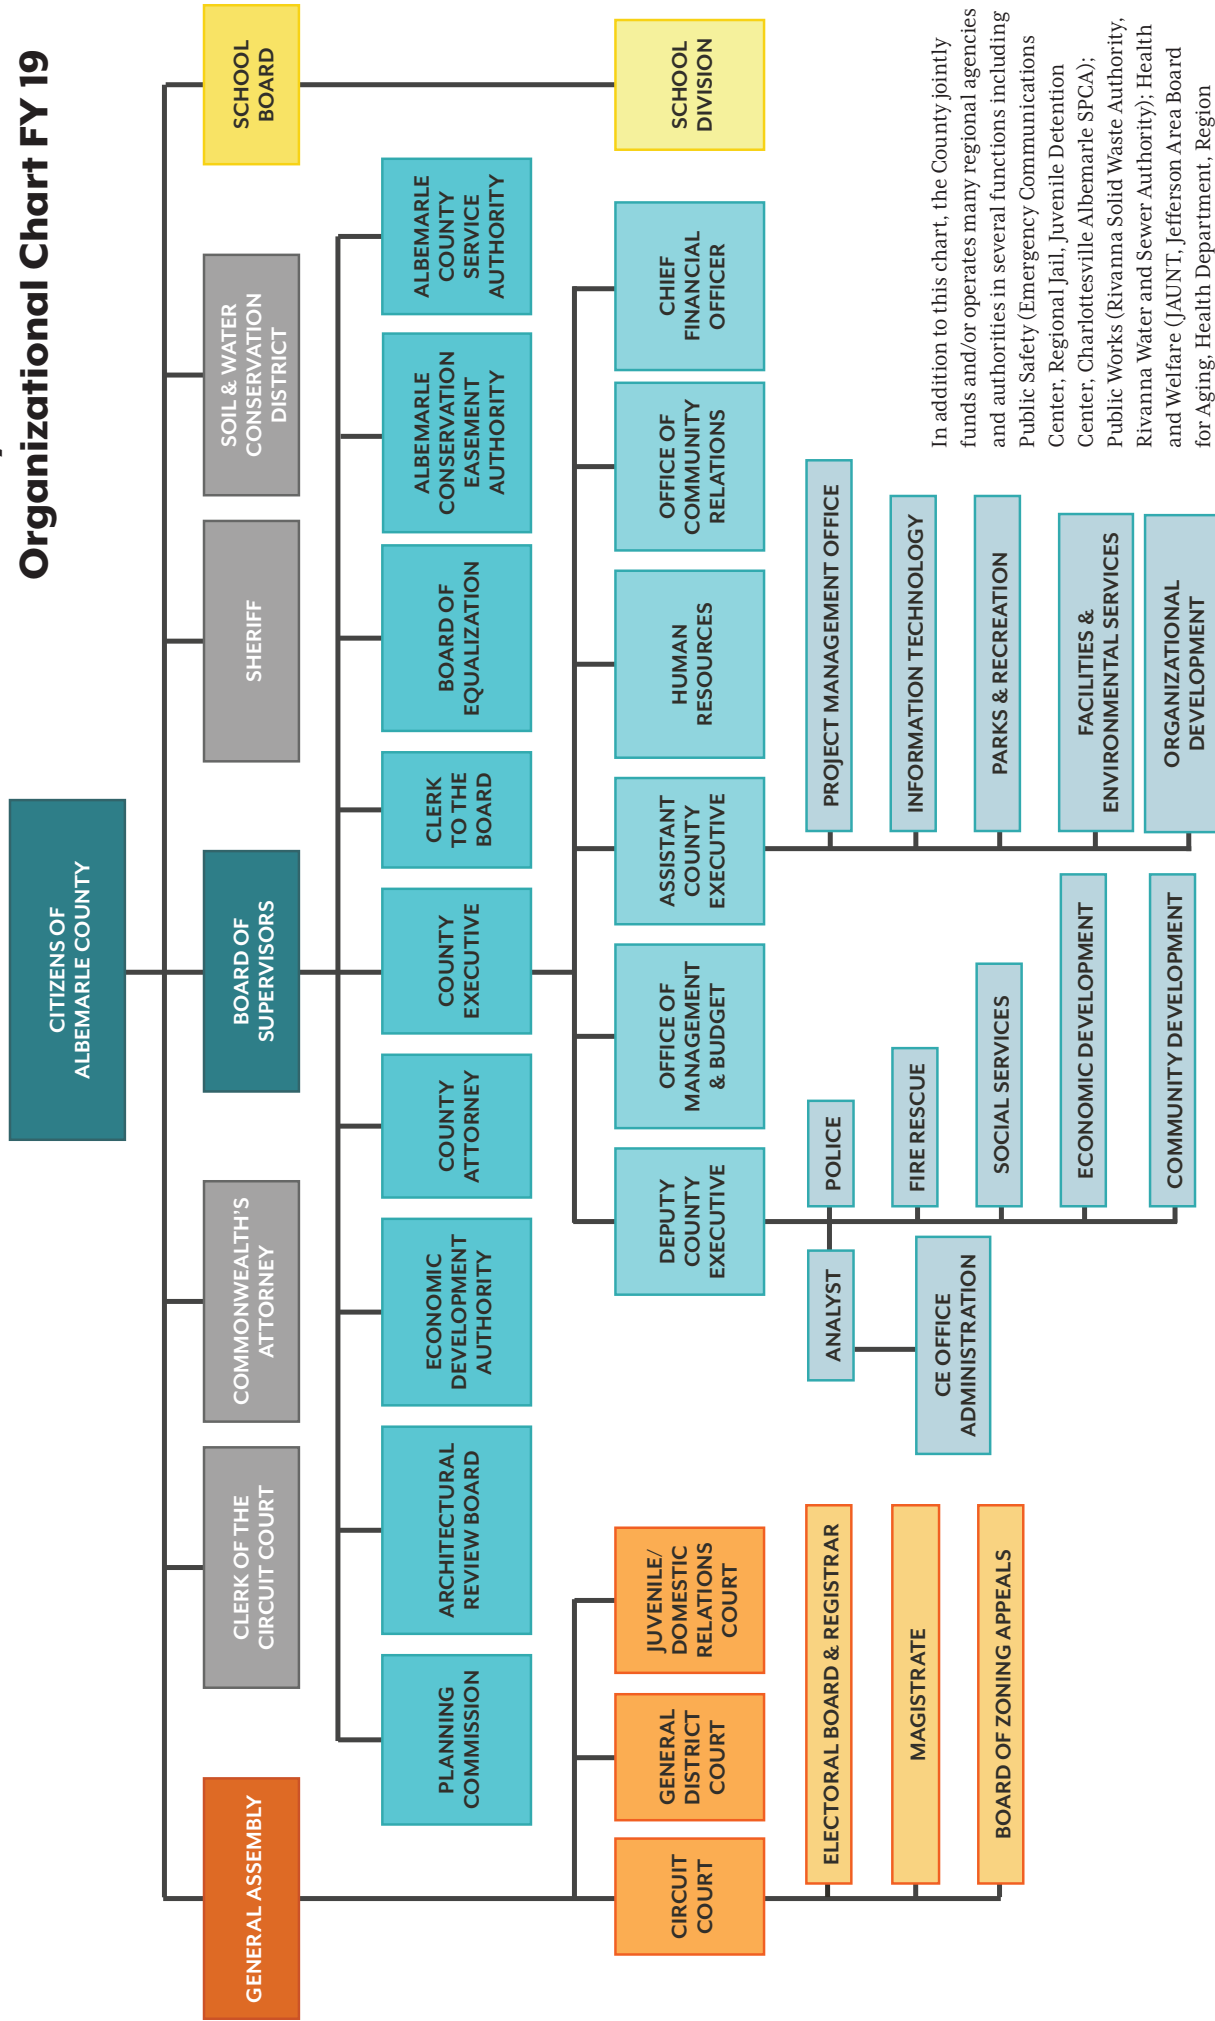 Organizational Chart FY 19
CITIZENS OF
ALBEMARLE COUNTY
GENERAL ASSEMBLY
CLERK OF THE
CIRCUIT COURT
COMMONWEALTH'S
ATTORNEY
BOARD OF
SUPERVISORS
SHERIFF
SOIL & WATER
CONSERVATION
DISTRICT
SCHOOL
BOARD
PLANNING
COMMISSION
ARCHITECTURAL
REVIEW BOARD
ECONOMIC
DEVELOPMENT
AUTHORITY
COUNTY
ATTORNEY
COUNTY
EXECUTIVE
CLERK
TO THE
BOARD
BOARD OF
EQUALIZATION
ALBEMARLE
CONSERVATION
EASEMENT
AUTHORITY
ALBEMARLE
COUNTY
SERVICE
AUTHORITY
CIRCUIT
COURT
GENERAL
DISTRICT
COURT
JUVENILE/
DOMESTIC
RELATIONS
COURT
DEPUTY
COUNTY
EXECUTIVE
OFFICE OF
MANAGEMENT
& BUDGET
ASSISTANT
COUNTY
EXECUTIVE
HUMAN
RESOURCES
OFFICE OF
COMMUNITY
RELATIONS
CHIEF
FINANCIAL
OFFICER
SCHOOL
DIVISION
ELECTORAL BOARD & REGISTRAR
MAGISTRATE
BOARD OF ZONING APPEALS
ANALYST
CE OFFICE
ADMINISTRATION
POLICE
FIRE RESCUE
SOCIAL SERVICES
ECONOMIC DEVELOPMENT
COMMUNITY DEVELOPMENT
PROJECT MANAGEMENT OFFICE
INFORMATION TECHNOLOGY
PARKS & RECREATION
FACILITIES &
ENVIRONMENTAL SERVICES
ORGANIZATIONAL
DEVELOPMENT
In addition to this chart, the County jointly
funds and/or operates many regional agencies
and authorities in several functions including
Public Safety (Emergency Communications
Center, Regional Jail, Juvenile Detention
Center, Charlottesville Albemarle SPCA);
Public Works (Rivanna Solid Waste Authority,
Rivanna Water and Sewer Authority); Health
and Welfare (JAUNT, Jefferson Area Board
for Aging, Health Department, Region